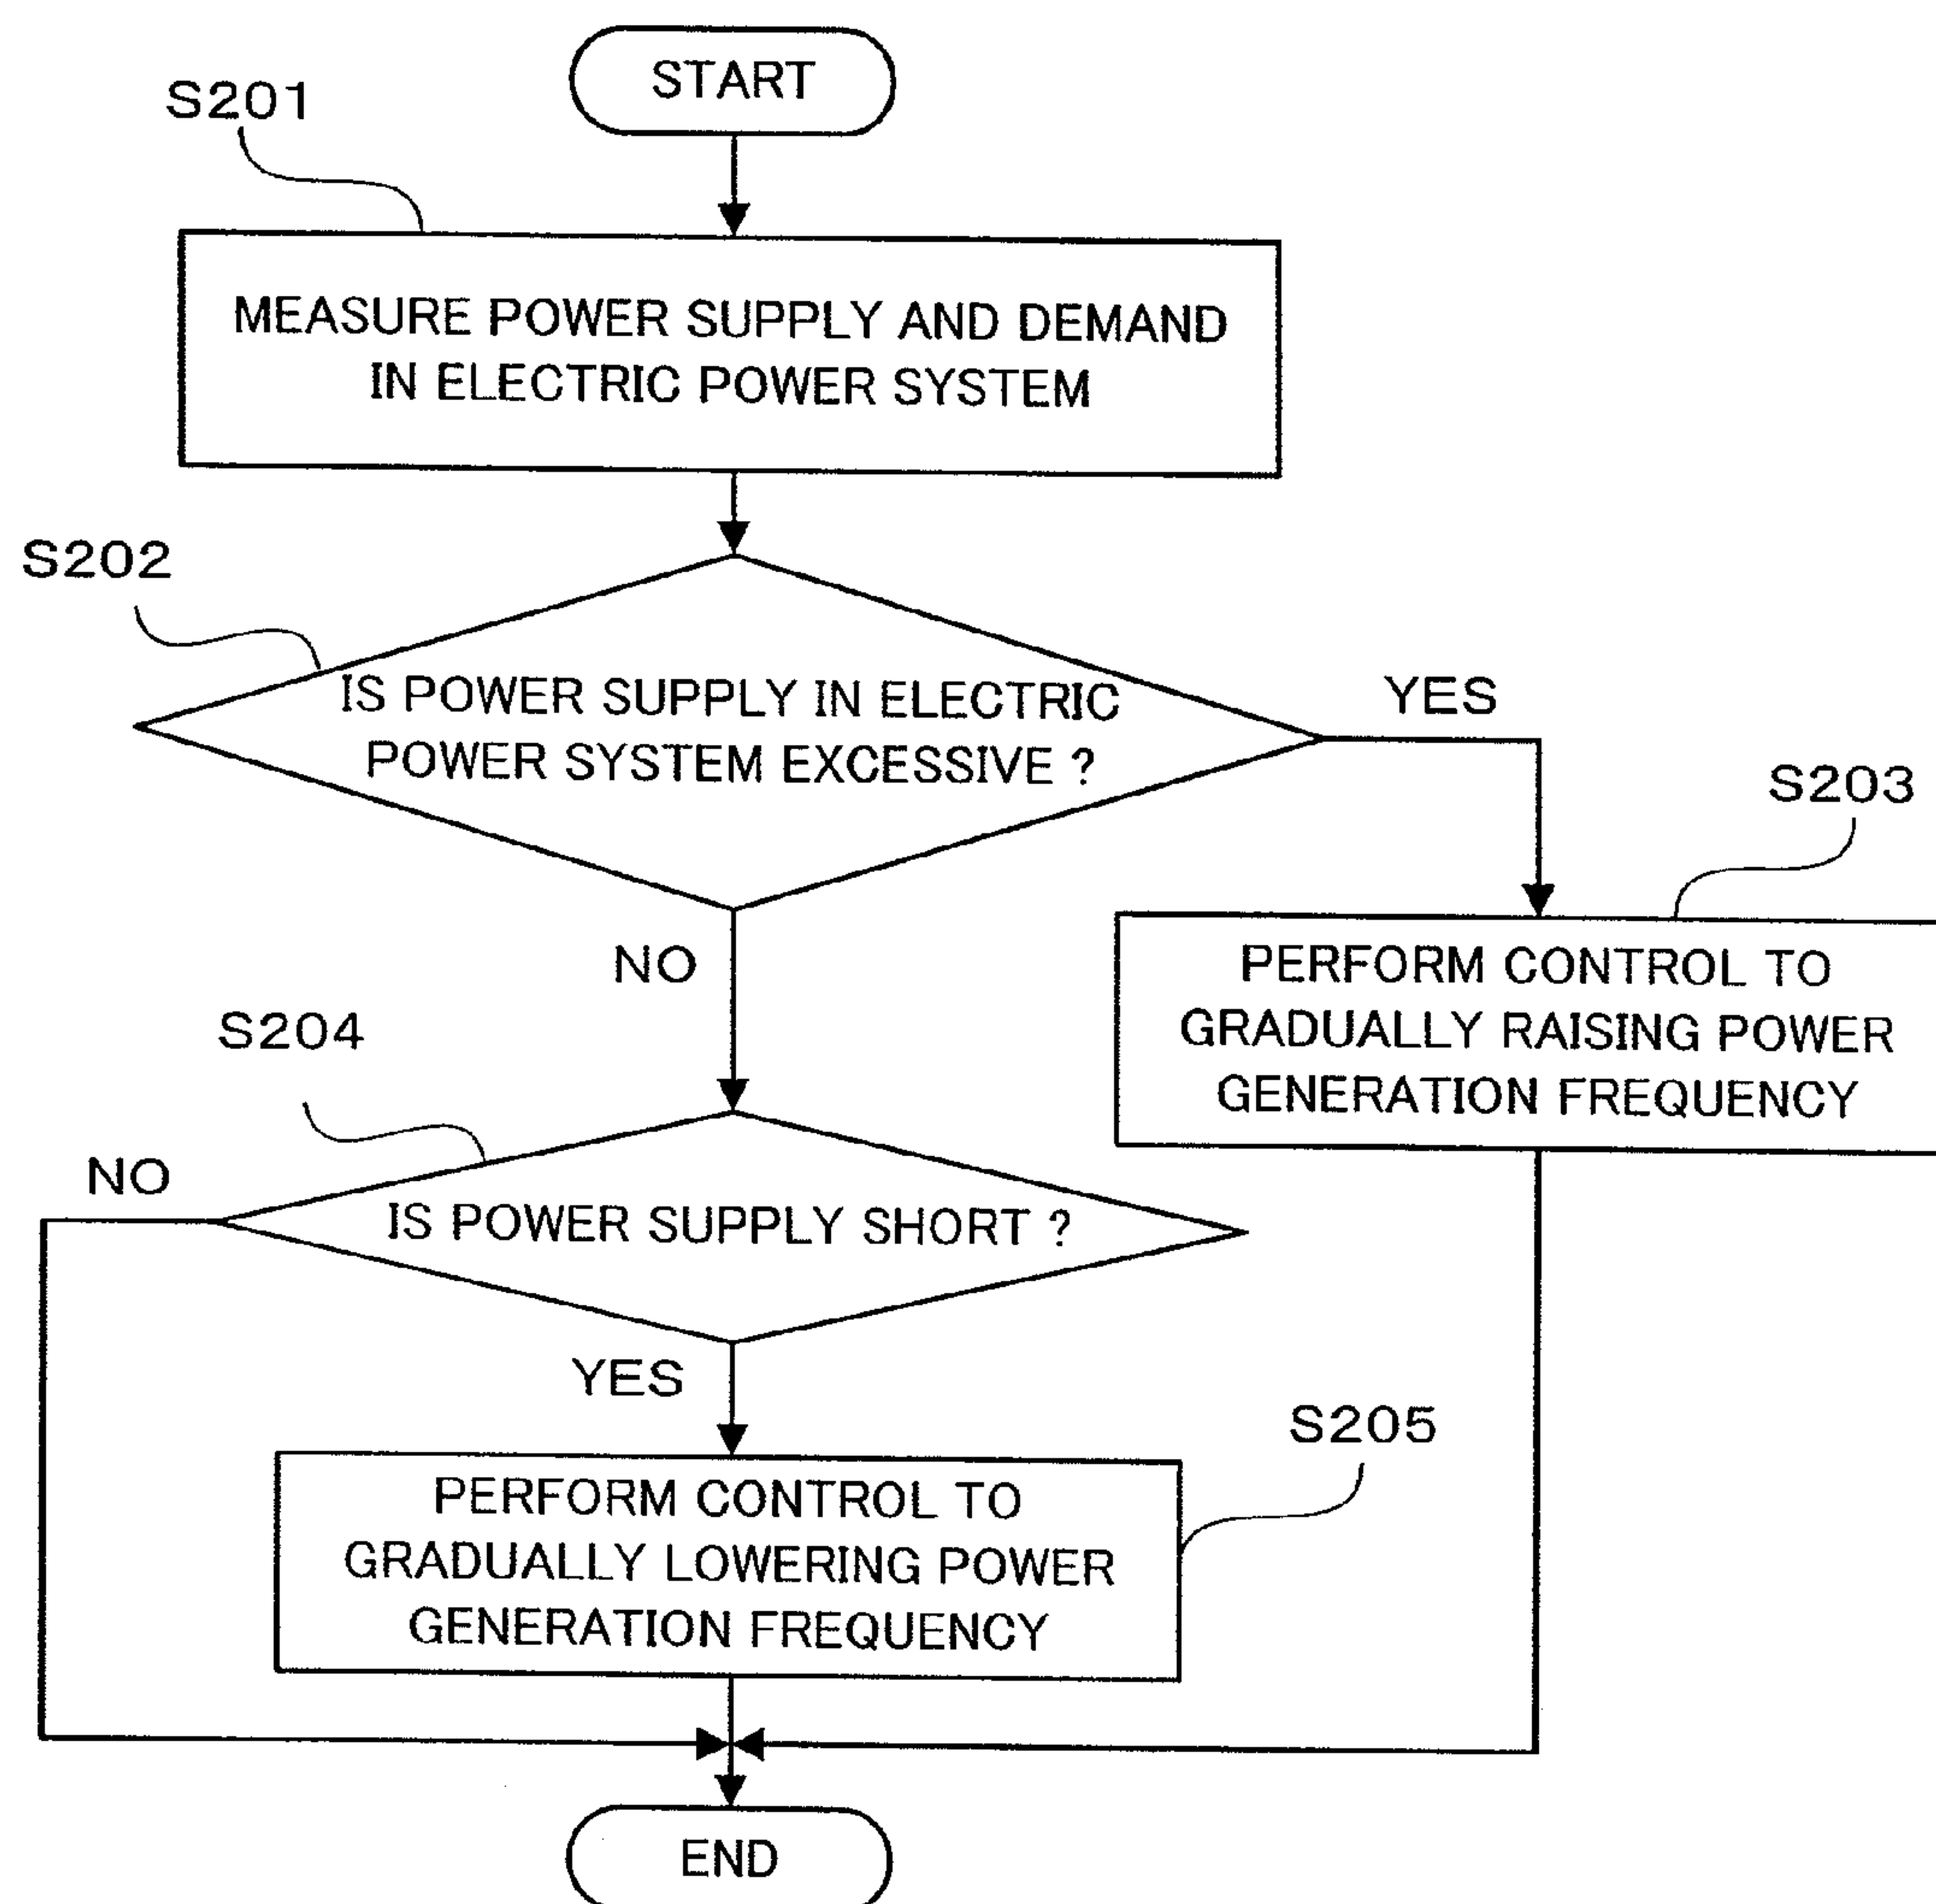 START
S201
MEASURE POWER SUPPLY AND DEMAND
IN ELECTRIC POWER SYSTEM
S202
IS POWER SUPPLY IN ELECTRIC
POWER SYSTEM EXCESSIVE ?
YES
S203
PERFORM CONTROL TO
GRADUALLY RAISING POWER
GENERATION FREQUENCY
NO
S204
NO
IS POWER SUPPLY SHORT ?
YES
S205
PERFORM CONTROL TO
GRADUALLY LOWERING POWER
GENERATION FREQUENCY
END